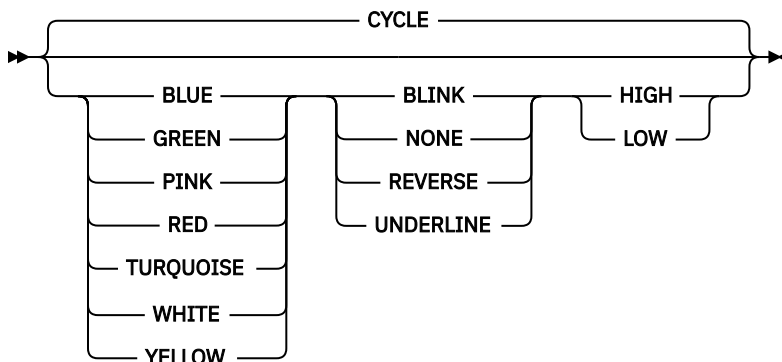 CYCLE
BLUE BLINK HIGH
GREEN NONE LOW
PINK REVERSE
RED UNDERLINE
TURQUOISE
WHITE
YELLOW